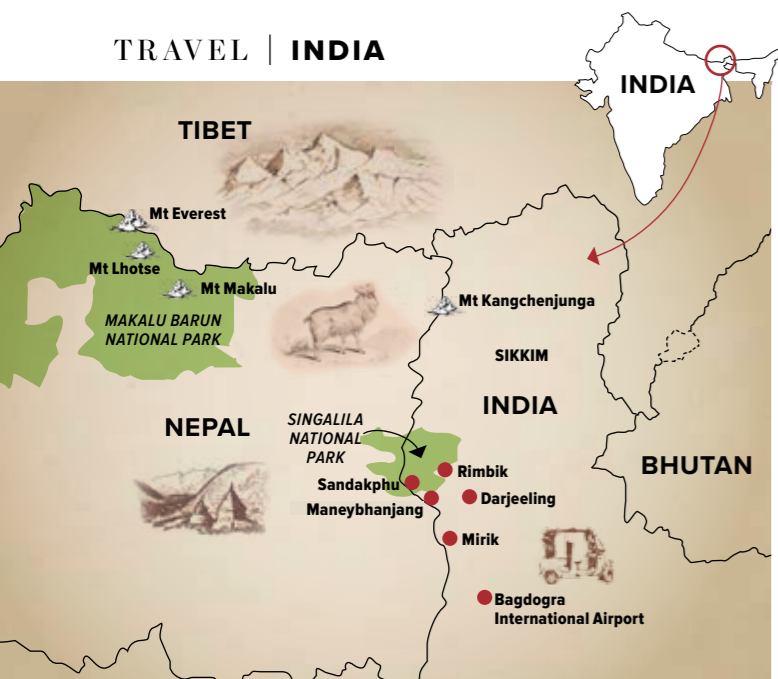 TRAVEL | INDIA
INDIA
TIBET
Mt Everest
Mt Lhotse
Mt Makalu
MAKALU BARUN
NATIONAL PARK
Mt Kangchenjunga
SIKKIM
INDIA
NEPAL
SINGALILA
NATIONAL
PARK
BHUTAN
Rimbik
Sandakphu
Maneybhanjang
Darjeeling
Mirik
Bagdogra
International Airport